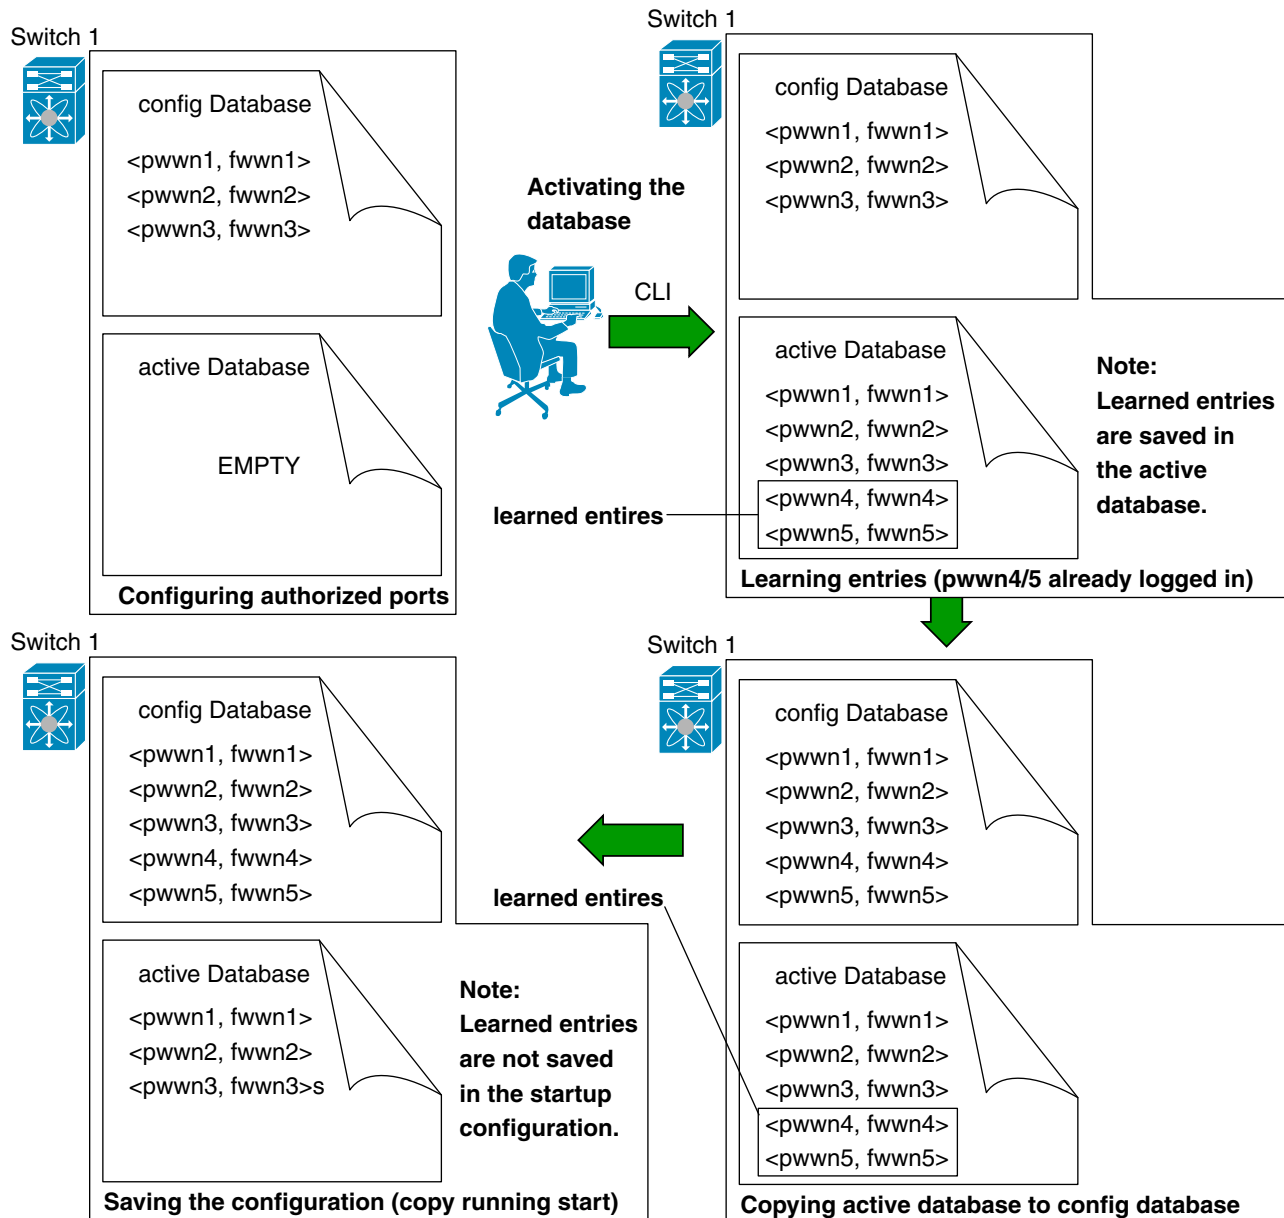 Switch 1
config Database
<pwwn1, fwwn1>
<pwwn2, fwwn2>
<pwwn3, fwwn3>
active Database
EMPTY
Configuring authorized ports
Activating the
database
CLI
Switch 1
config Database
<pwwn1, fwwn1>
<pwwn2, fwwn2>
<pwwn3, fwwn3>
active Database
<pwwn1, fwwn1>
<pwwn2, fwwn2>
<pwwn3, fwwn3>
<pwwn4, fwwn4>
<pwwn5, fwwn5>
learned entires
Note:
Learned entries
are saved in
the active
database.
Learning entries (pwwn4/5 already logged in)
Switch 1
config Database
<pwwn1, fwwn1>
<pwwn2, fwwn2>
<pwwn3, fwwn3>
<pwwn4, fwwn4>
<pwwn5, fwwn5>
active Database
<pwwn1, fwwn1>
<pwwn2, fwwn2>
<pwwn3, fwwn3>s
Note:
Learned entries
are not saved
in the startup
configuration.
Saving the configuration (copy running start)
learned entires
Switch 1
config Database
<pwwn1, fwwn1>
<pwwn2, fwwn2>
<pwwn3, fwwn3>
<pwwn4, fwwn4>
<pwwn5, fwwn5>
active Database
<pwwn1, fwwn1>
<pwwn2, fwwn2>
<pwwn3, fwwn3>
<pwwn4, fwwn4>
<pwwn5, fwwn5>
Copying active database to config database